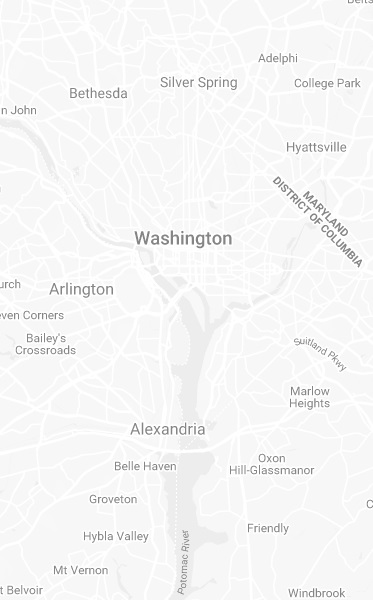 Adelphi
Silver Spring
College Park
Bethesda
n John
Hyattsville
MARYLAND
DISTRICT OF COLUMBIA
Washington
urch
Arlington
even Corners
Bailey's
Crossroads
Suitland Pkwy
Marlow
Heights
Alexandria
Belle Haven
Oxon
Hill-Glassmanor
Groveton
Friendly
Hybla Valley
Potomac River
Mt Vernon
t Belvoir
Windbrook